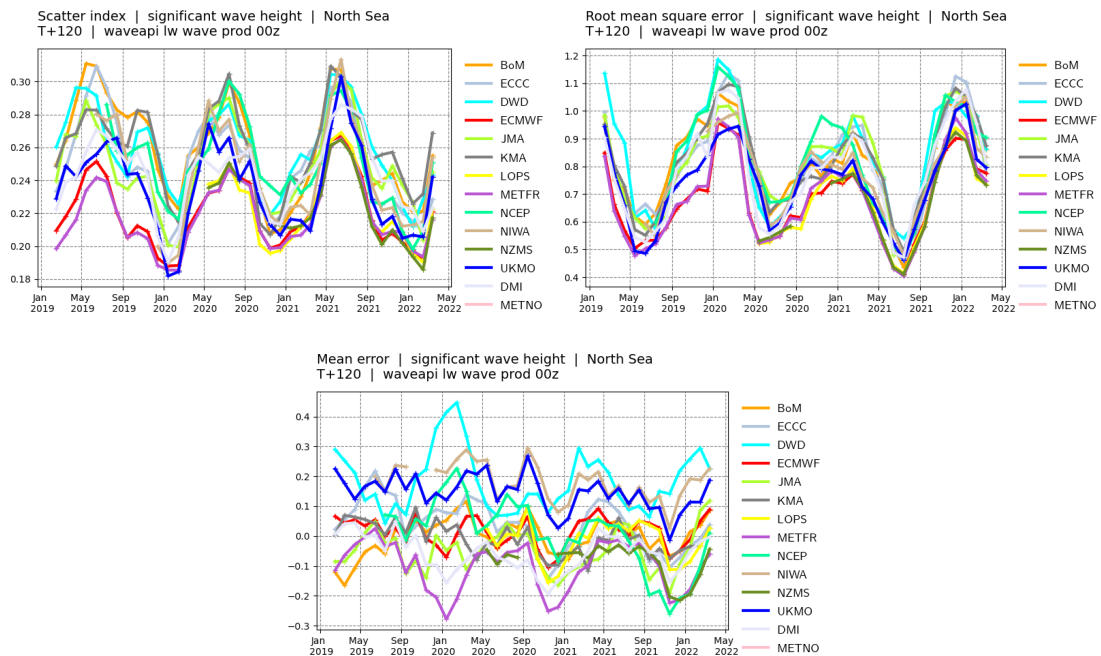 Scatter index | significant wave height | North Sea
T+120 | waveapi lw wave prod 00z
0.30
0.28
0.26
0.24
0.22
0.20
0.18
Jan 2019
May 2019
Sep 2019
Jan 2020
May 2020
Sep 2020
Jan 2021
May 2021
Sep 2021
Jan 2022
May 2022
BoM
ECCC
DWD
ECMWF
JMA
KMA
LOPS
METFR
NCEP
NIWA
NZMS
UKMO
DMI
METNO
Root mean square error | significant wave height | North Sea
T+120 | waveapi lw wave prod 00z
1.2
1.1
1.0
0.9
0.8
0.7
0.6
0.5
0.4
Jan 2019
May 2019
Sep 2019
Jan 2020
May 2020
Sep 2020
Jan 2021
May 2021
Sep 2021
Jan 2022
May 2022
BoM
ECCC
DWD
ECMWF
JMA
KMA
LOPS
METFR
NCEP
NIWA
NZMS
UKMO
DMI
METNO
Mean error | significant wave height | North Sea
T+120 | waveapi lw wave prod 00z
0.4
0.3
0.2
0.1
0.0
−0.1
−0.2
−0.3
Jan 2019
May 2019
Sep 2019
Jan 2020
May 2020
Sep 2020
Jan 2021
May 2021
Sep 2021
Jan 2022
May 2022
BoM
ECCC
DWD
ECMWF
JMA
KMA
LOPS
METFR
NCEP
NIWA
NZMS
UKMO
DMI
METNO